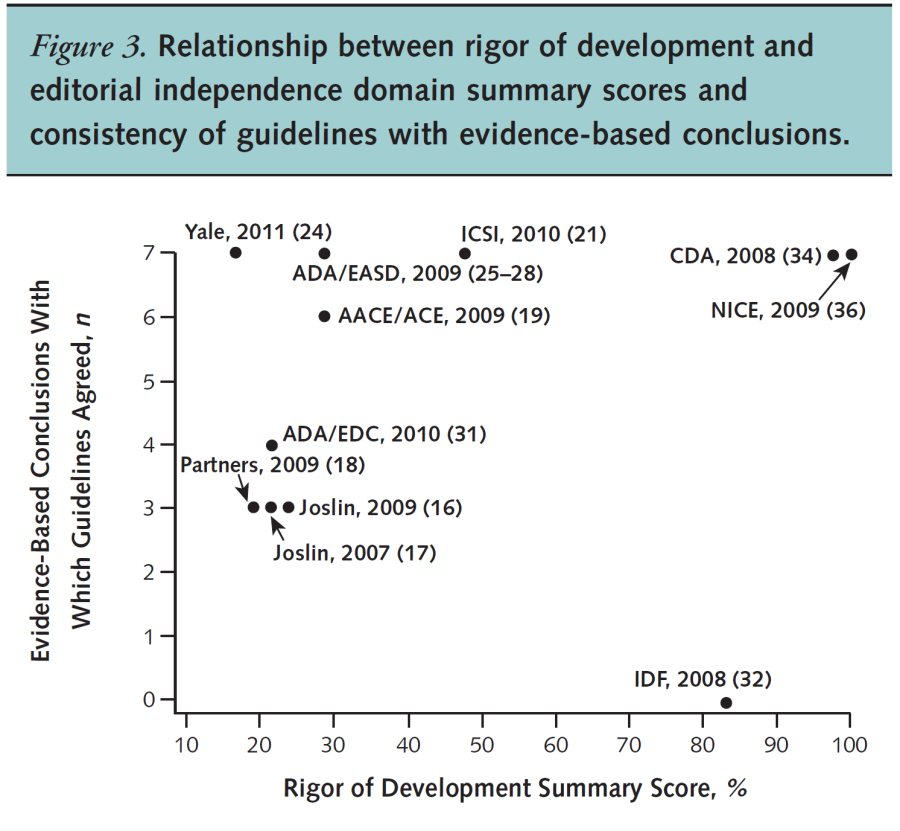 Figure 3. Relationship between rigor of development and
editorial independence domain summary scores and
consistency of guidelines with evidence-based conclusions.
Yale, 2011 (24)
ICSI, 2010 (21)
CDA, 2008 (34)
ADA/EASD, 2009 (25–28)
NICE, 2009 (36)
AACE/ACE, 2009 (19)
ADA/EDC, 2010 (31)
Partners, 2009 (18)
Joslin, 2009 (16)
Joslin, 2007 (17)
IDF, 2008 (32)
Evidence-Based Conclusions With
Which Guidelines Agreed, n
7
6
5
4
3
2
1
0
10 20 30 40 50 60 70 80 90 100
Rigor of Development Summary Score, %